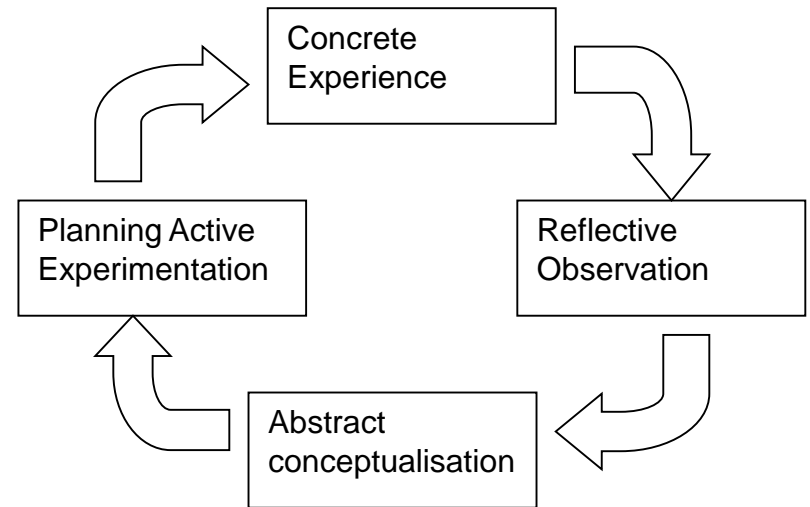 Concrete
Experience
Planning Active
Experimentation
Reflective
Observation
Abstract
conceptualisation